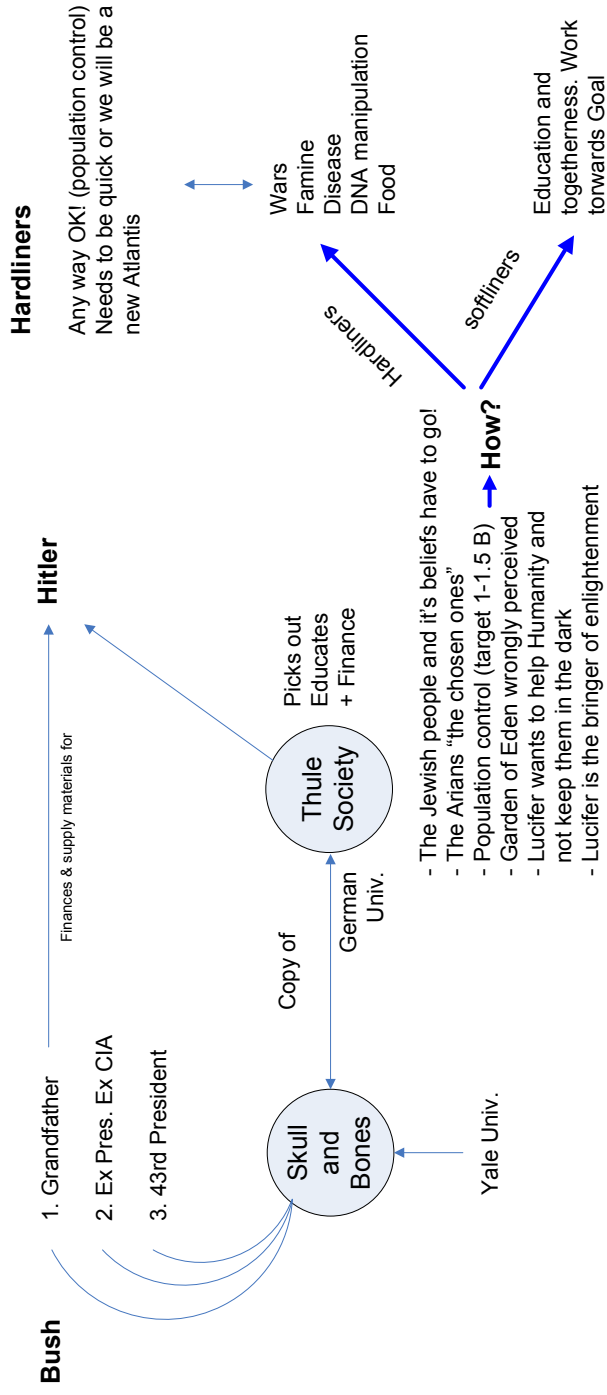 Bush
1. Grandfather
2. Ex Pres. Ex CIA
3. 43rd President
Finances & supply materials for
Hitler
Hardliners
Any way OK! (population control)
Needs to be quick or we will be a
new Atlantis
Skull
and
Bones
Yale Univ.
Copy of
German
Univ.
Thule
Society
Picks out
Educates
+ Finance
- The Jewish people and it's beliefs have to go!
- The Arians “the chosen ones”
- Population control (target 1-1.5 B)
- Garden of Eden wrongly perceived
- Lucifer wants to help Humanity and
not keep them in the dark
- Lucifer is the bringer of enlightenment
How?
Hardliners
softliners
Wars
Famine
Disease
DNA manipulation
Food
Education and
togetherness. Work
torwards Goal